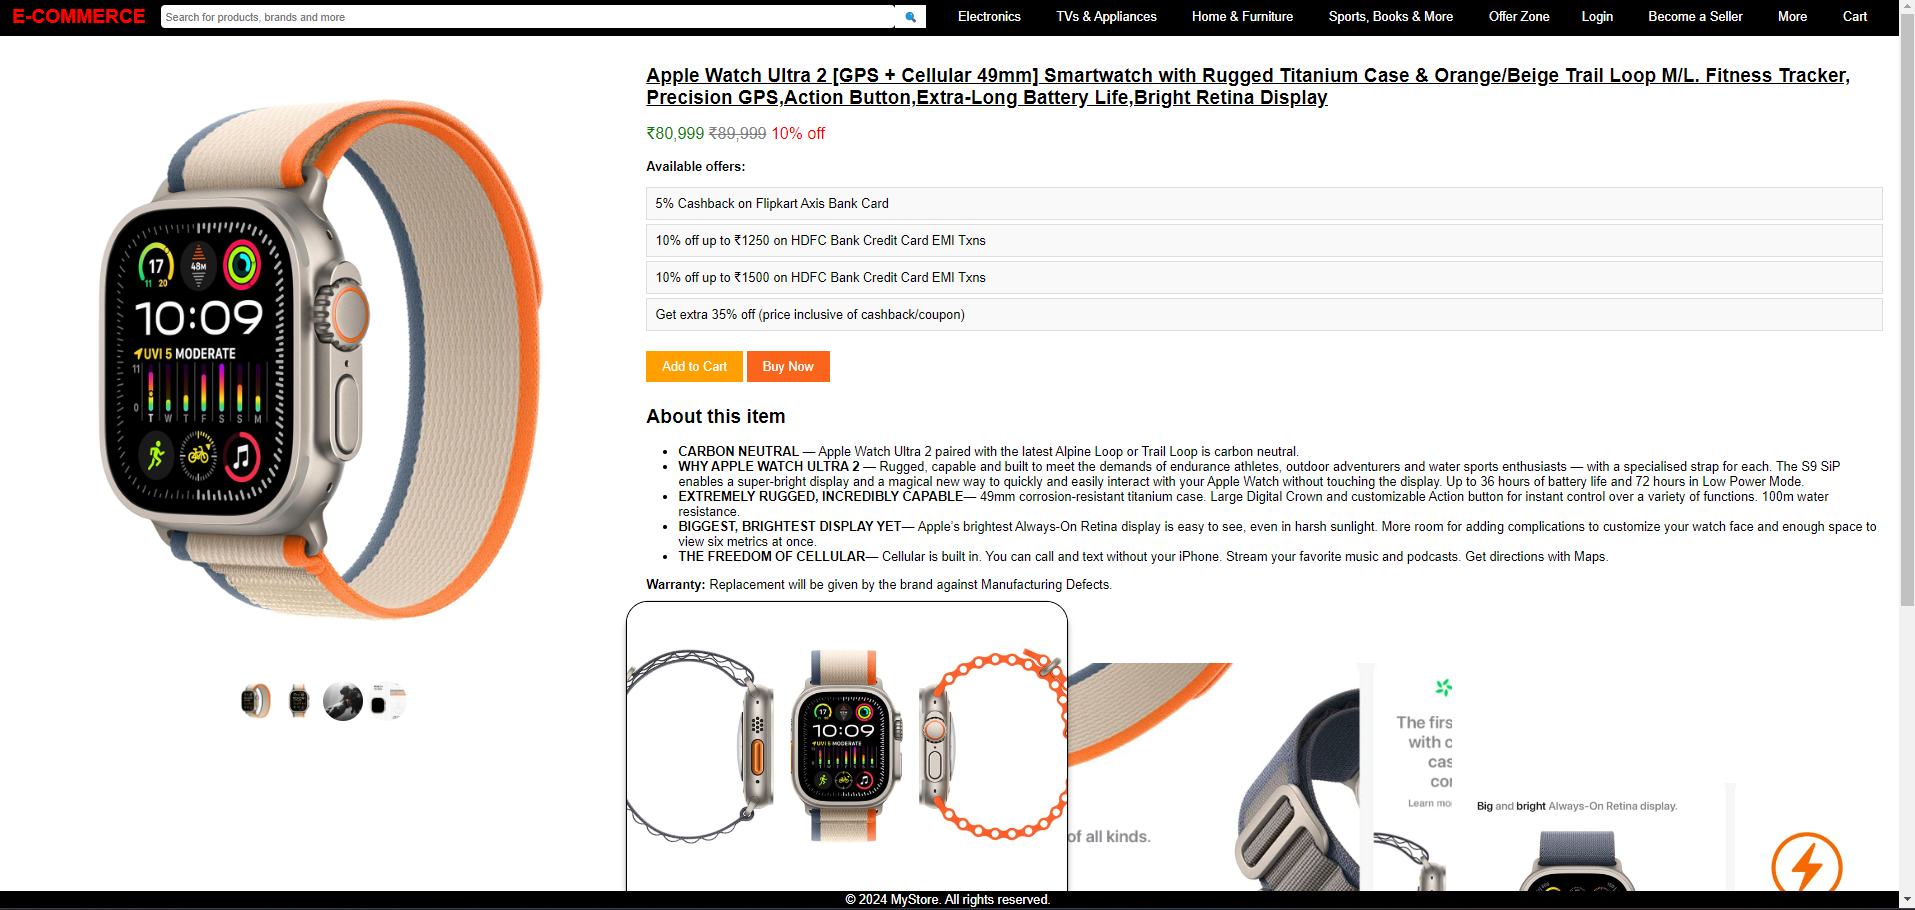 E-COMMERCE
Search for products, brands and more
Electronics
TVs & Appliances
Home & Furniture
Sports, Books & More
Offer Zone
Login
Become a Seller
More
Cart
Apple Watch Ultra 2 [GPS + Cellular 49mm] Smartwatch with Rugged Titanium Case & Orange/Beige Trail Loop M/L. Fitness Tracker,
Precision GPS,Action Button,Extra-Long Battery Life,Bright Retina Display
₹80,999 ₹89,999 10% off
Available offers:
5% Cashback on Flipkart Axis Bank Card
10% off up to ₹1250 on HDFC Bank Credit Card EMI Txns
10% off up to ₹1500 on HDFC Bank Credit Card EMI Txns
Get extra 35% off (price inclusive of cashback/coupon)
Add to Cart
Buy Now
About this item
• CARBON NEUTRAL — Apple Watch Ultra 2 paired with the latest Alpine Loop or Trail Loop is carbon neutral.
• WHY APPLE WATCH ULTRA 2 — Rugged, capable and built to meet the demands of endurance athletes, outdoor adventurers and water sports enthusiasts — with a specialised strap for each. The S9 SiP
enables a super-bright display and a magical new way to quickly and easily interact with your Apple Watch without touching the display. Up to 36 hours of battery life and 72 hours in Low Power Mode.
• EXTREMELY RUGGED, INCREDIBLY CAPABLE— 49mm corrosion-resistant titanium case. Large Digital Crown and customizable Action button for instant control over a variety of functions. 100m water
resistance.
• BIGGEST, BRIGHTEST DISPLAY YET— Apple's brightest Always-On Retina display is easy to see, even in harsh sunlight. More room for adding complications to customize your watch face and enough space to
view six metrics at once.
• THE FREEDOM OF CELLULAR— Cellular is built in. You can call and text without your iPhone. Stream your favorite music and podcasts. Get directions with Maps.
Warranty: Replacement will be given by the brand against Manufacturing Defects.
17
11 20
48M
10:09
UVI 5 MODERATE
11
0
T W T F S S M
17
10:09
UVI 5 MODERATE
of all kinds.
The firs
with c
cas
cor
Learn mo
Big and bright Always-On Retina display.
© 2024 MyStore. All rights reserved.